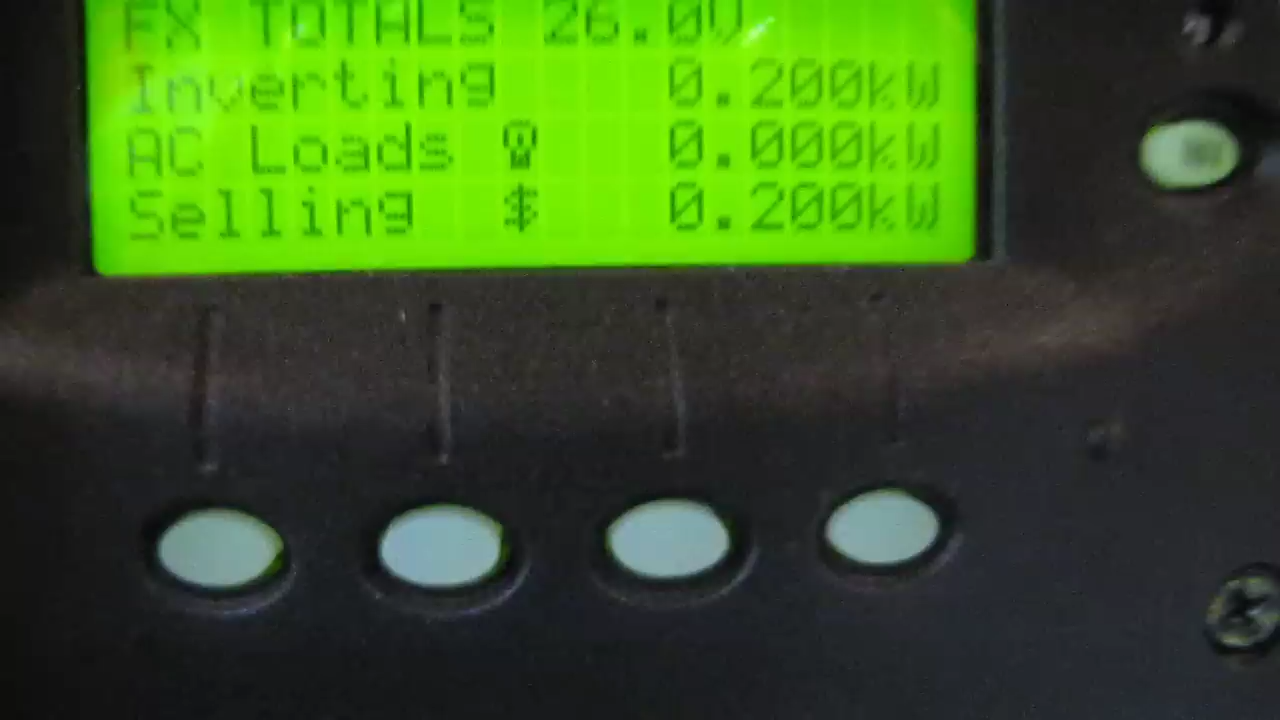 FX TOTALS 26.0V
Inverting 0.200kW
AC Loads 0.000kW
Selling $ 0.200kW